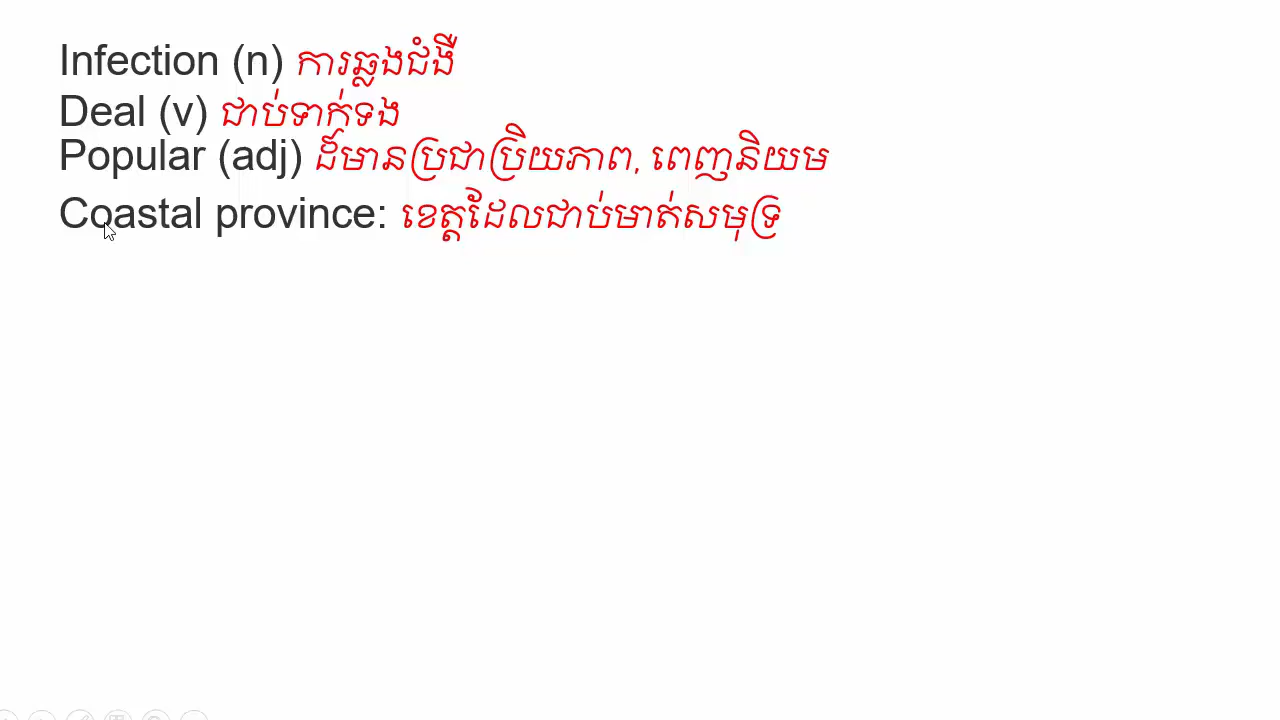 Infection (n) ការឆ្លងជំងឺ
Deal (v) ជាប់ទាក់ទង
Popular (adj) ដ៏មានប្រជាប្រិយភាព, ពេញនិយម
Coastal province: ខេត្តដែលជាប់មាត់សមុទ្រ